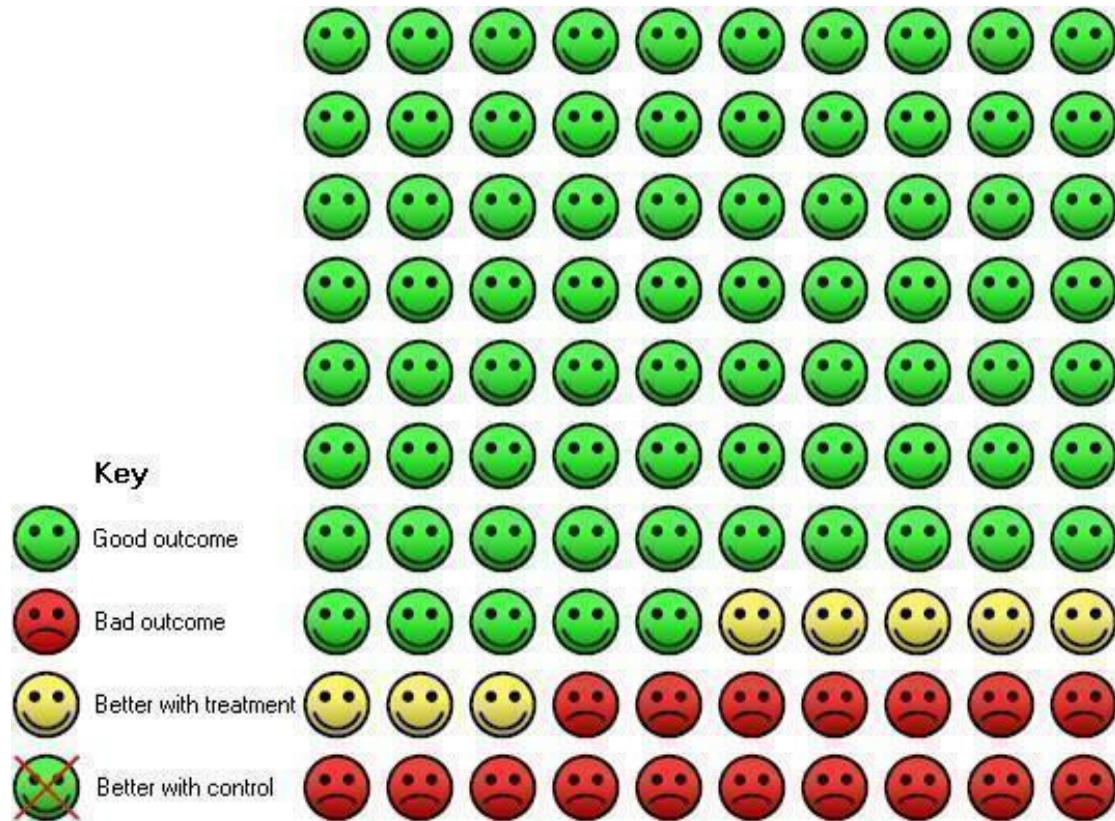 Key
Good outcome
Bad outcome
Better with treatment
Better with control